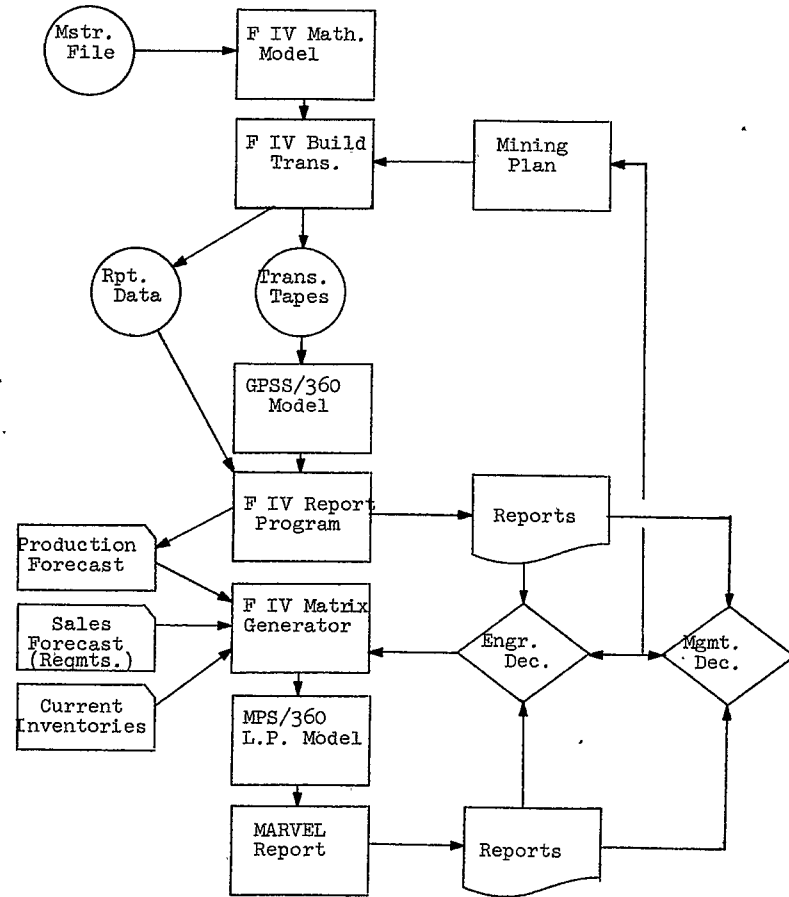 Mstr.
File
F IV Math.
Model
F IV Build
Trans.
Mining
Plan
Rpt.
Data
Trans.
Tapes
GPSS/360
Model
F IV Report
Program
Reports
Production
Forecast
F IV Matrix
Generator
Sales
Forecast
(Reqmts.)
Engr.
Dec.
Mgmt.
Dec.
Current
Inventories
MPS/360
L.P. Model
MARVEL
Report
Reports